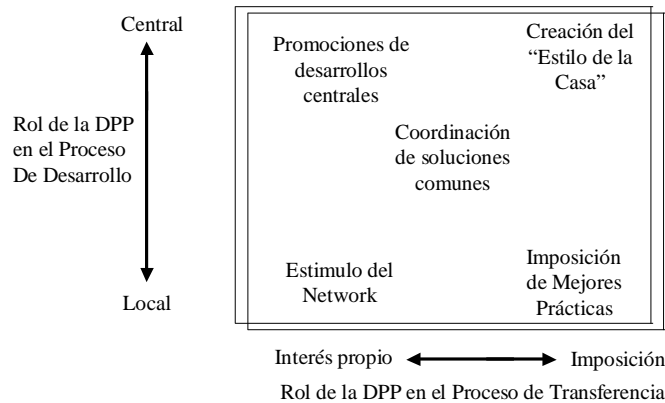 Central
Rol de la DPP
en el Proceso
De Desarrollo
Local
Promociones de
desarrollos
centrales
Creación del
“Estilo de la
Casa”
Coordinación
de soluciones
comunes
Estimulo del
Network
Imposición
de Mejores
Prácticas
Interés propio
Imposición
Rol de la DPP en el Proceso de Transferencia